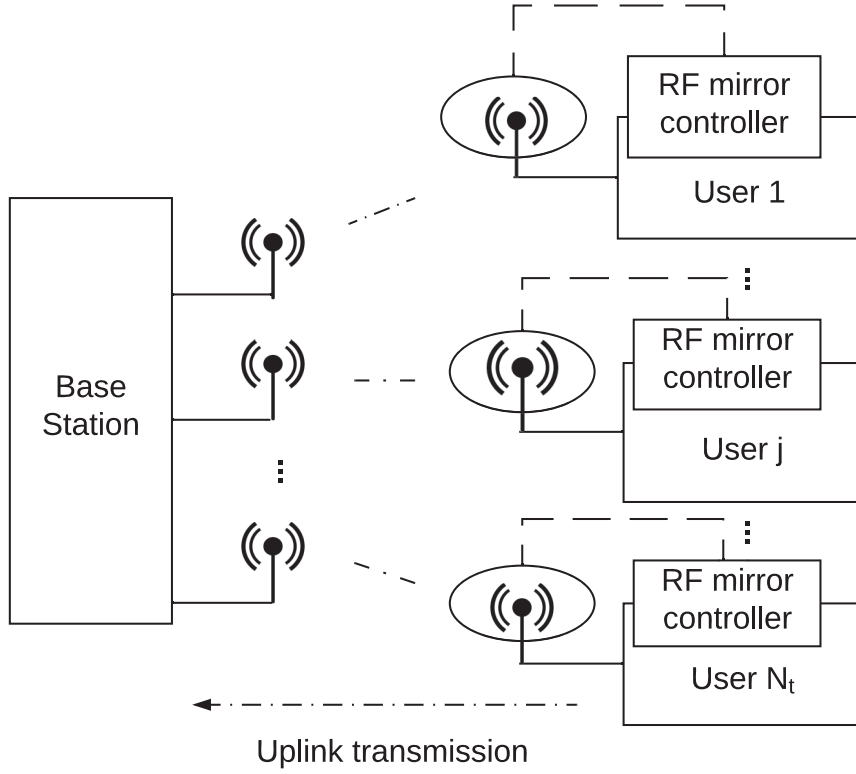 RF mirror
controller
User 1
RF mirror
controller
User j
Base
Station
RF mirror
controller
User Nₜ
Uplink transmission